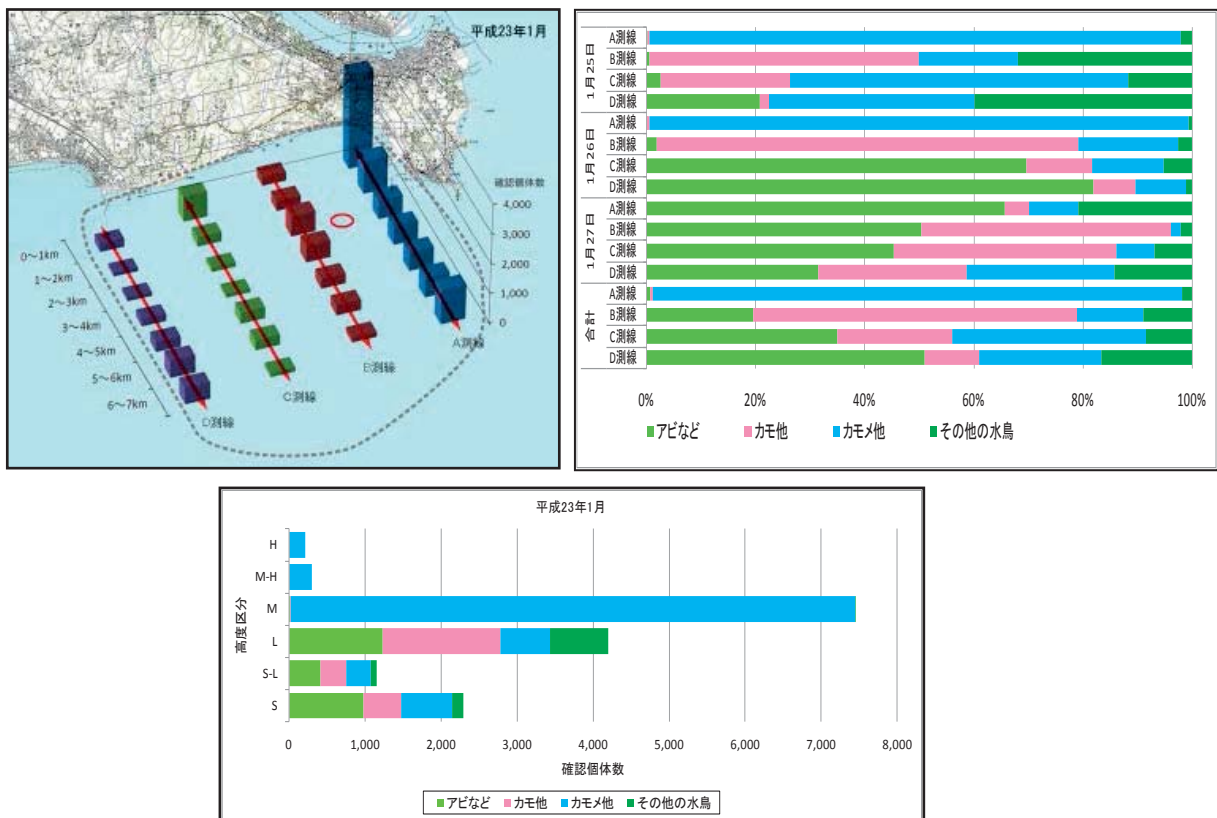 平成23年1月
確認個体数
4,000
3,000
2,000
1,000
0
0～1km
1～2km
2～3km
3～4km
4～5km
5～6km
6～7km
A測線
B測線
C測線
D測線
1月25日
A測線
B測線
C測線
D測線
1月26日
A測線
B測線
C測線
D測線
1月27日
A測線
B測線
C測線
D測線
合計
A測線
B測線
C測線
D測線
0% 20% 40% 60% 80% 100%
アビなど カモ他 カモメ他 その他の水鳥
平成23年1月
高度区分
H
M-H
M
L
S-L
S
0 1,000 2,000 3,000 4,000 5,000 6,000 7,000 8,000
確認個体数
アビなど カモ他 カモメ他 その他の水鳥